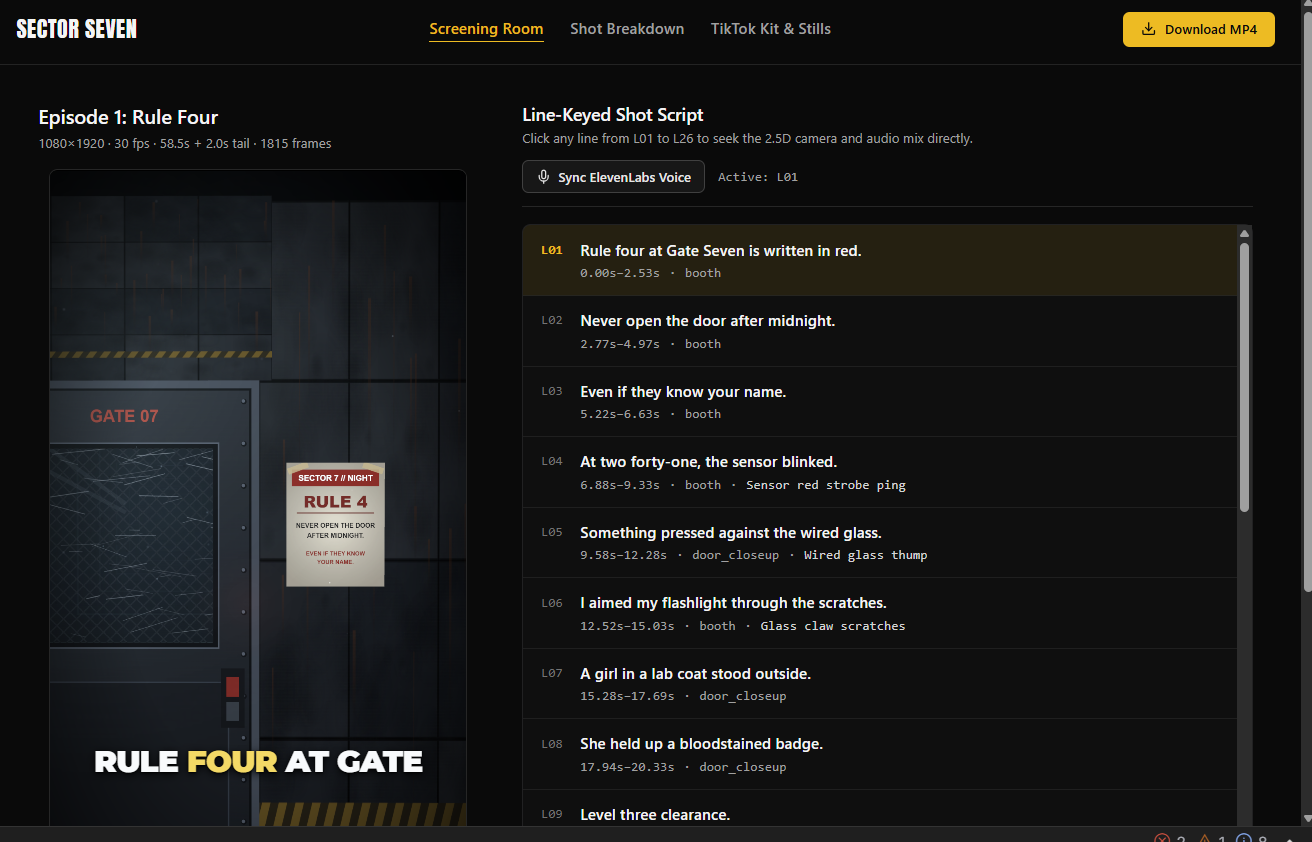 SECTOR SEVEN
Screening Room
Shot Breakdown
TikTok Kit & Stills
Download MP4
Episode 1: Rule Four
1080×1920 · 30 fps · 58.5s + 2.0s tail · 1815 frames
GATE 07
SECTOR 7 // NIGHT
RULE 4
NEVER OPEN THE DOOR
AFTER MIDNIGHT.
EVEN IF THEY KNOW
YOUR NAME.
RULE FOUR AT GATE
Line-Keyed Shot Script
Click any line from L01 to L26 to seek the 2.5D camera and audio mix directly.
Sync ElevenLabs Voice
Active: L01
L01 Rule four at Gate Seven is written in red.
0.00s–2.53s · booth
L02 Never open the door after midnight.
2.77s–4.97s · booth
L03 Even if they know your name.
5.22s–6.63s · booth
L04 At two forty-one, the sensor blinked.
6.88s–9.33s · booth · Sensor red strobe ping
L05 Something pressed against the wired glass.
9.58s–12.28s · door_closeup · Wired glass thump
L06 I aimed my flashlight through the scratches.
12.52s–15.03s · booth · Glass claw scratches
L07 A girl in a lab coat stood outside.
15.28s–17.69s · door_closeup
L08 She held up a bloodstained badge.
17.94s–20.33s · door_closeup
L09 Level three clearance.